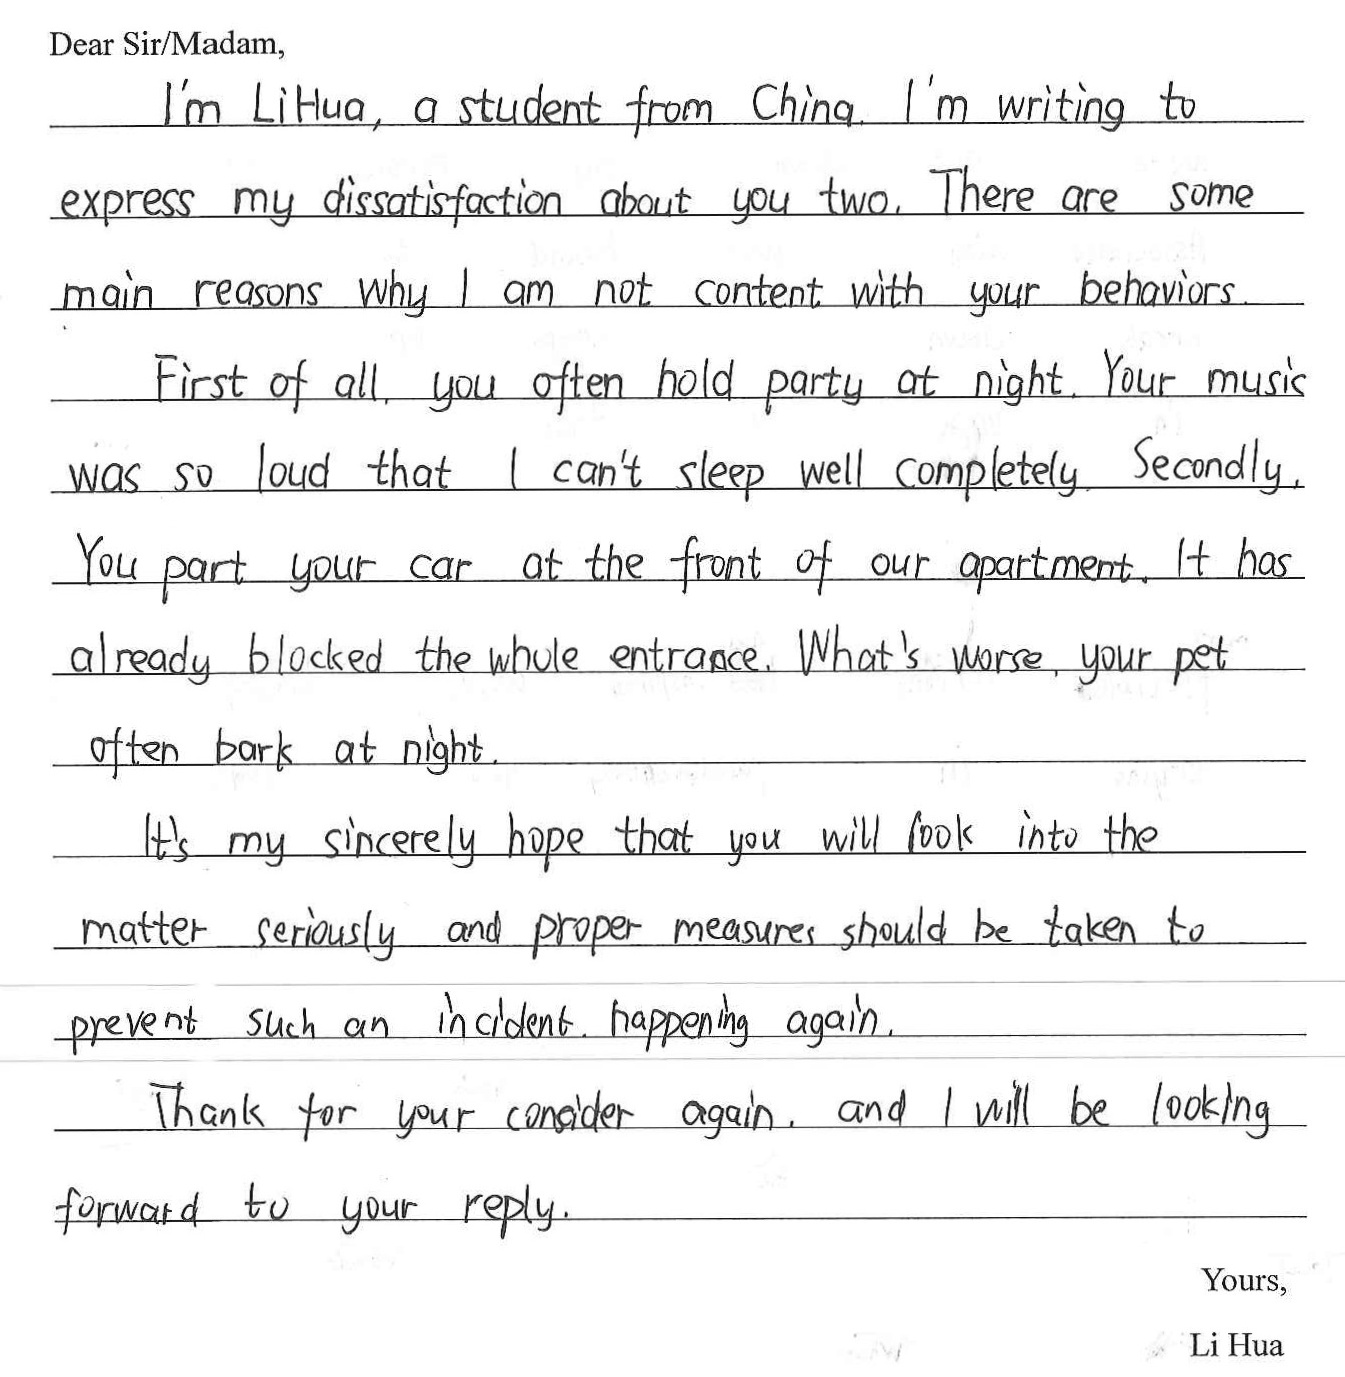 Dear Sir/Madam,
I'm LiHua, a student from China. I'm writing to
express my dissatisfaction about you two. There are some
main reasons why I am not content with your behaviors.
First of all, you often hold party at night. Your music
was so loud that I can't sleep well completely. Secondly,
You part your car at the front of our apartment. It has
already blocked the whole entrance. What's worse, your pet
often bark at night.
It's my sincerely hope that you will look into the
matter seriously and proper measures should be taken to
prevent such an incident. happening again.
Thank for your consider again. and I will be looking
forward to your reply.
Yours,
Li Hua